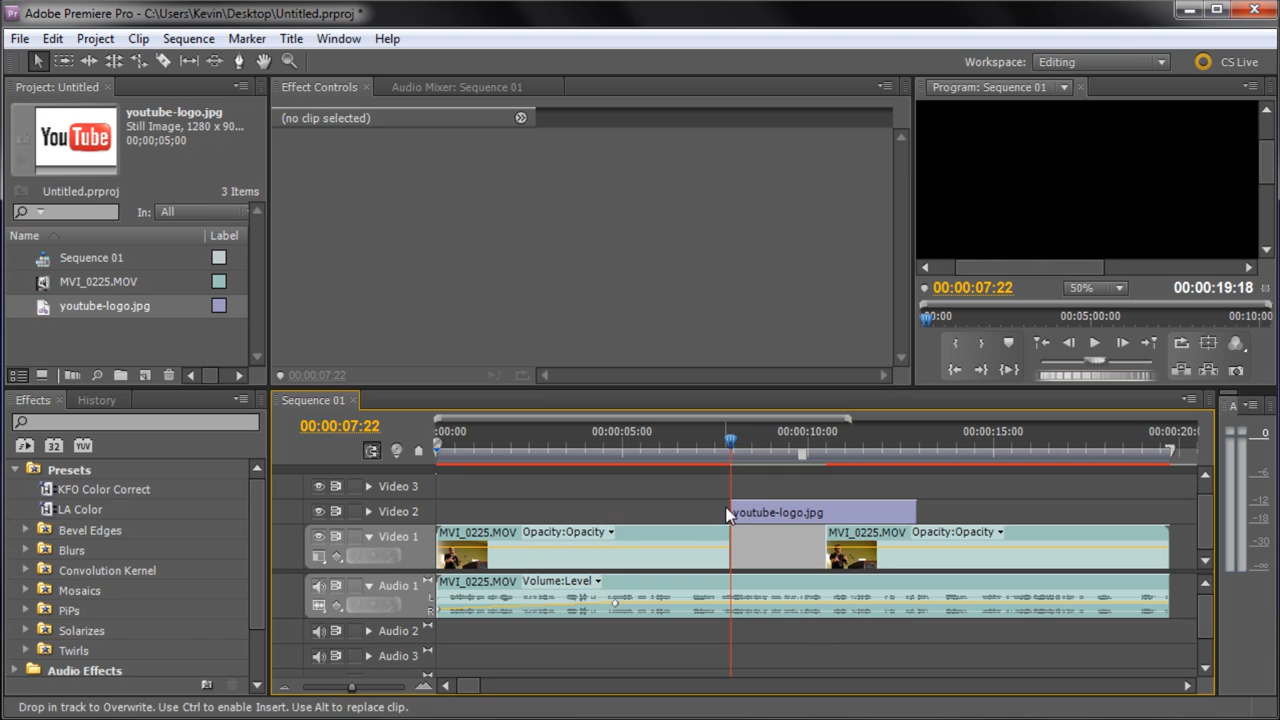 Adobe Premiere Pro - C:\Users\Kevin\Desktop\Untitled.prproj *
File Edit Project Clip Sequence Marker Title Window Help
Workspace: Editing CS Live
Project: Untitled
Effect Controls Audio Mixer: Sequence 01
Program: Sequence 01
youtube-logo.jpg
Still Image, 1280 x 90...
00;00;05;00
You Tube
(no clip selected)
Untitled.prproj 3 Items
In: All
Name Label
Sequence 01
MVI_0225.MOV
youtube-logo.jpg
00:00:07:22 50% 00:00:19:18
:00 00:05:00:00 00:10:0
00:00:07:22
Effects History
Sequence 01
00:00:07:22
:00:00 00:00:05:00 00:00:10:00 00:00:15:00 00:00:20:
32
Presets
KFO Color Correct
LA Color
Bevel Edges
Blurs
Convolution Kernel
Mosaics
PiPs
Solarizes
Twirls
Audio Effects
Video 3
Video 2 youtube-logo.jpg
Video 1 MVI_0225.MOV Opacity:Opacity MVI_0225.MOV Opacity:Opacity
Audio 1 MVI_0225.MOV Volume:Level
L
R
Audio 2
Audio 3
A
0
-6
-12
-18
-30
Drop in track to Overwrite. Use Ctrl to enable Insert. Use Alt to replace clip.